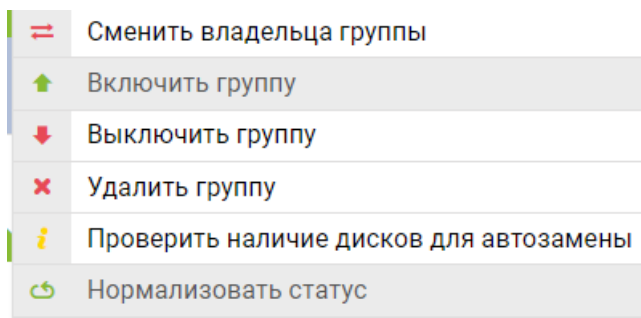 Сменить владельца группы
Включить группу
Выключить группу
Удалить группу
Проверить наличие дисков для автозамены
Нормализовать статус